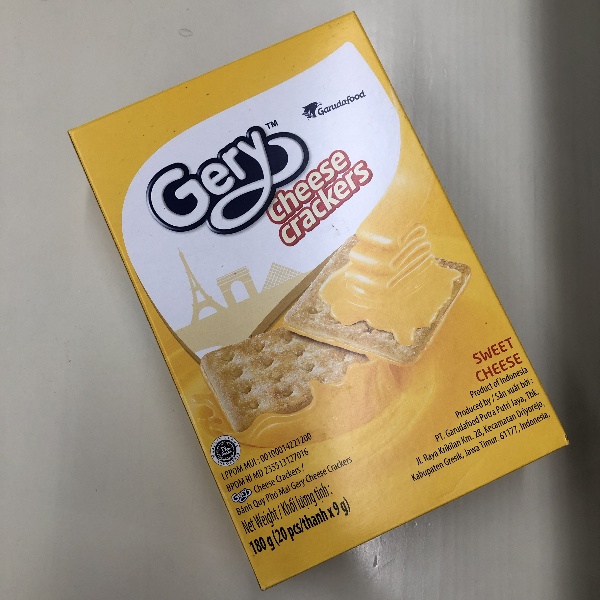 Garudafood
Gery™
cheese
crackers
SWEET
CHEESE
Product of Indonesia
Produced by / Sản xuất bởi :
PT. Garudafood Putra Putri Jaya, Tbk.
Jl. Raya Krikilan Km. 28, Kecamatan Driyorejo,
Kabupaten Gresik, Jawa Timur 61177, Indonesia,
LPPOM MUI : 00100014221200
BPOM RI MD 235513127016
Gery Cheese Crackers /
Bánh Quy Phô Mai Gery Cheese Crackers
Net Weight / Khối lượng tịnh :
180 g (20 pcs/thanh x 9 g)